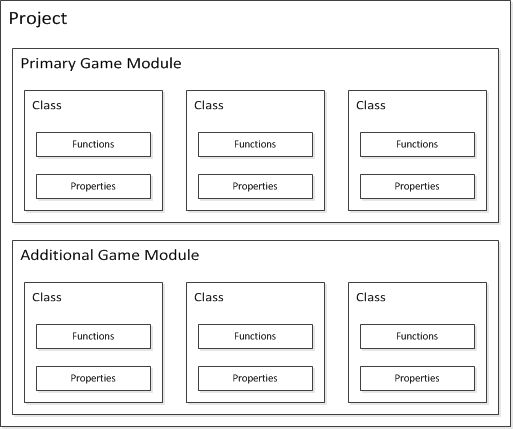 Project
Primary Game Module
Class
Class
Class
Functions
Functions
Functions
Properties
Properties
Properties
Additional Game Module
Class
Class
Class
Functions
Functions
Functions
Properties
Properties
Properties